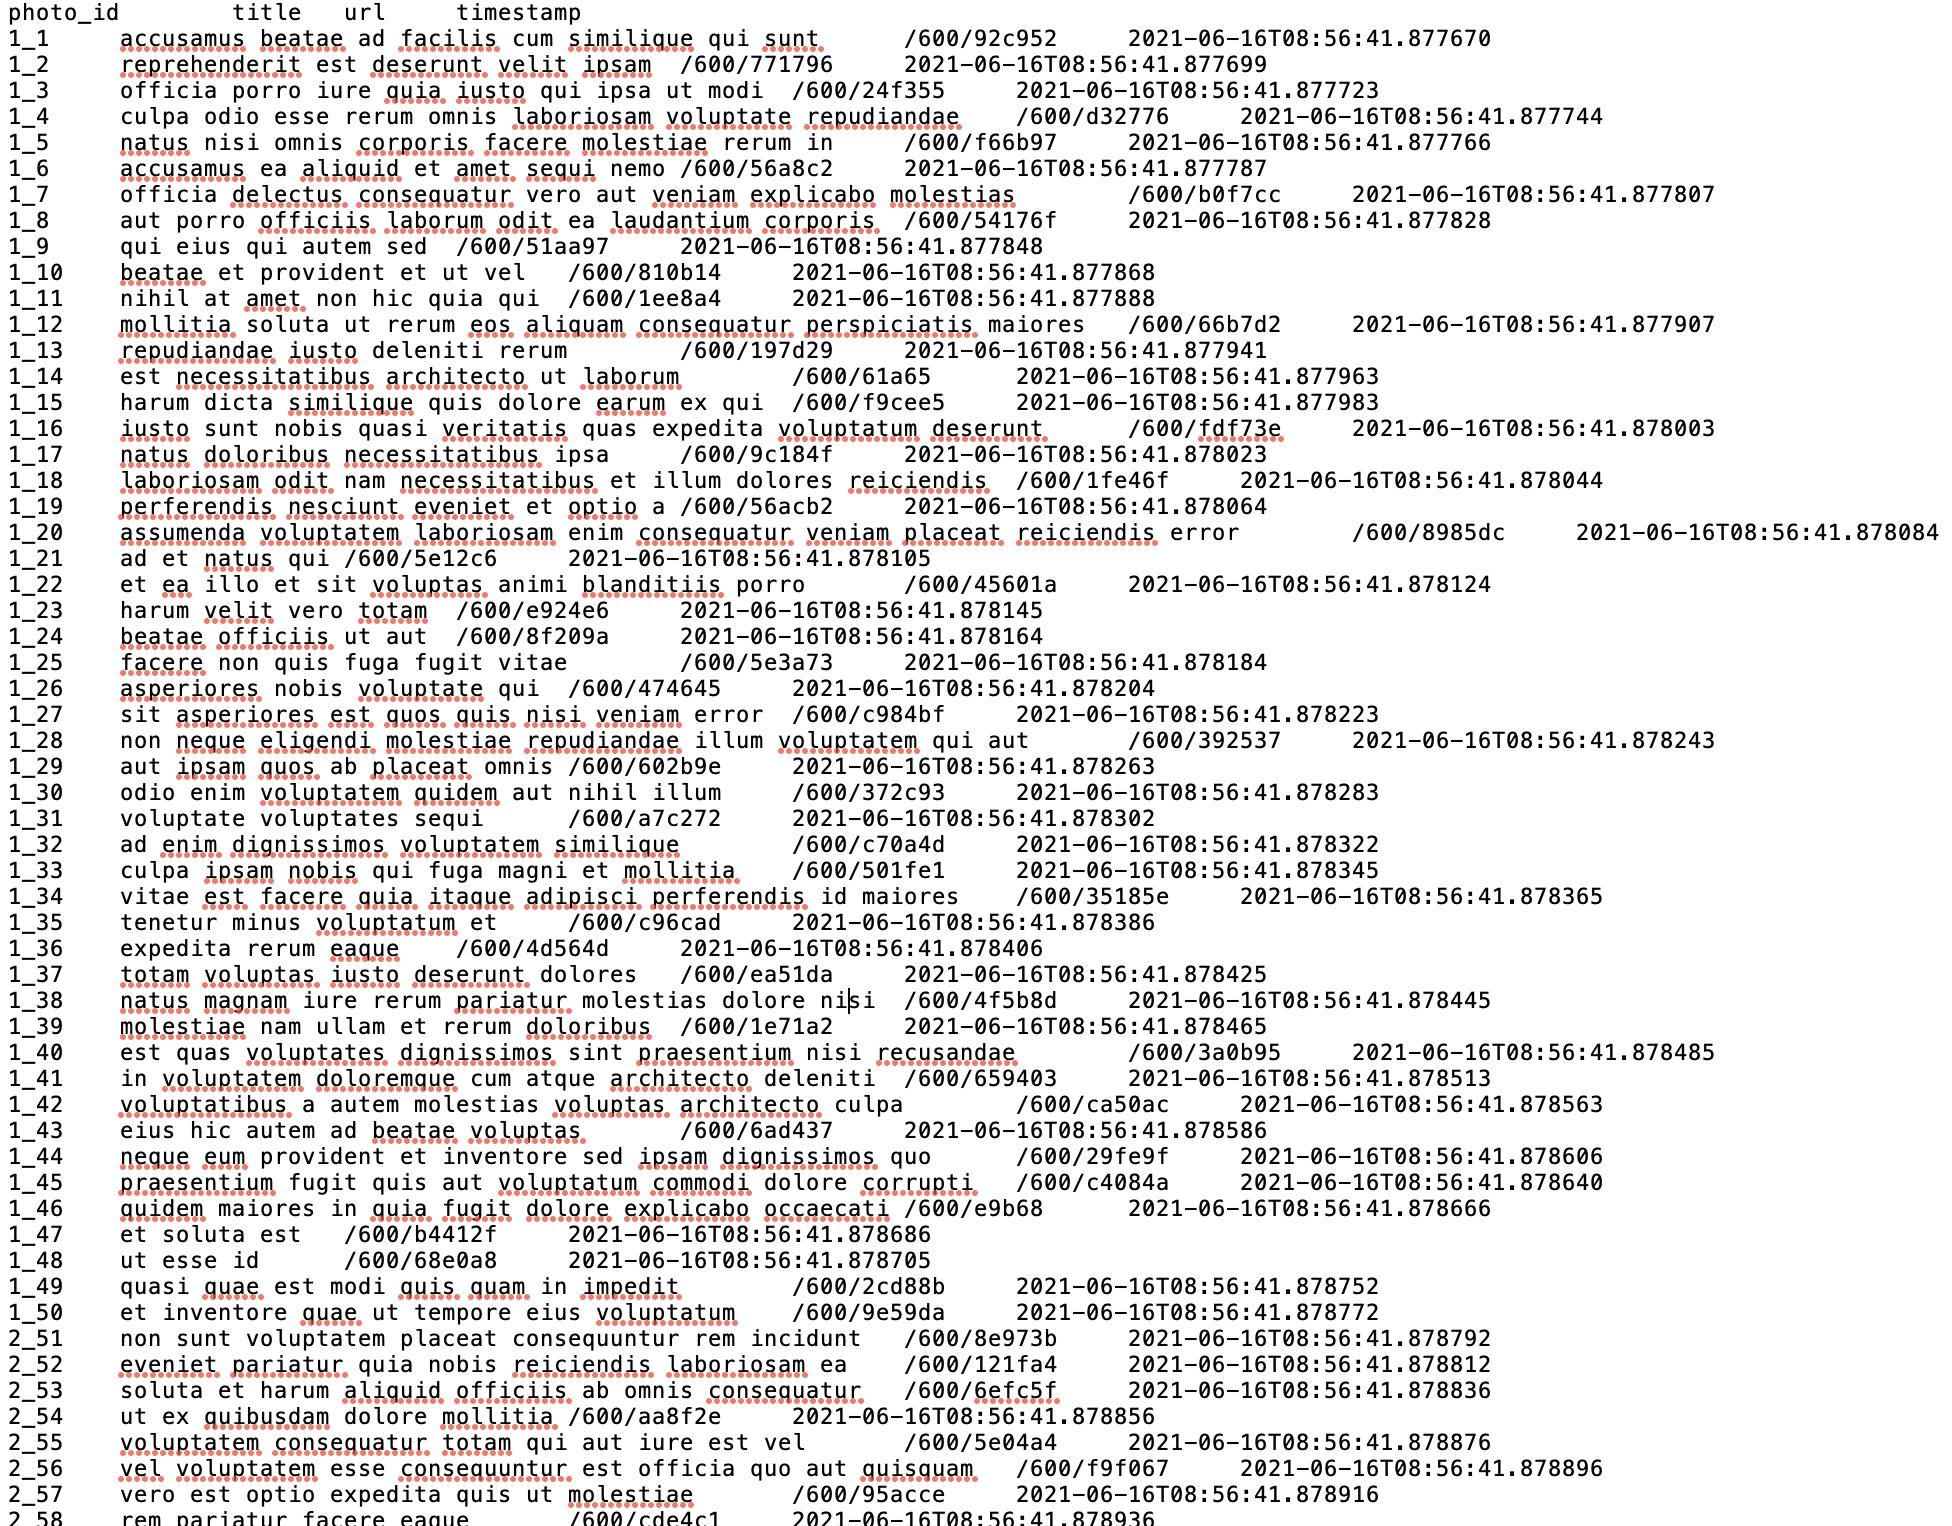 photo_id	title	url	timestamp
1_1	accusamus beatae ad facilis cum similique qui sunt	/600/92c952	2021-06-16T08:56:41.877670
1_2	reprehenderit est deserunt velit ipsam	/600/771796	2021-06-16T08:56:41.877699
1_3	officia porro iure quia iusto qui ipsa ut modi	/600/24f355	2021-06-16T08:56:41.877723
1_4	culpa odio esse rerum omnis laboriosam voluptate repudiandae	/600/d32776	2021-06-16T08:56:41.877744
1_5	natus nisi omnis corporis facere molestiae rerum in	/600/f66b97	2021-06-16T08:56:41.877766
1_6	accusamus ea aliquid et amet sequi nemo	/600/56a8c2	2021-06-16T08:56:41.877787
1_7	officia delectus consequatur vero aut veniam explicabo molestias	/600/b0f7cc	2021-06-16T08:56:41.877807
1_8	aut porro officiis laborum odit ea laudantium corporis	/600/54176f	2021-06-16T08:56:41.877828
1_9	qui eius qui autem sed	/600/51aa97	2021-06-16T08:56:41.877848
1_10	beatae et provident et ut vel	/600/810b14	2021-06-16T08:56:41.877868
1_11	nihil at amet non hic quia qui	/600/1ee8a4	2021-06-16T08:56:41.877888
1_12	mollitia soluta ut rerum eos aliquam consequatur perspiciatis maiores	/600/66b7d2	2021-06-16T08:56:41.877907
1_13	repudiandae iusto deleniti rerum	/600/197d29	2021-06-16T08:56:41.877941
1_14	est necessitatibus architecto ut laborum	/600/61a65	2021-06-16T08:56:41.877963
1_15	harum dicta similique quis dolore earum ex qui	/600/f9cee5	2021-06-16T08:56:41.877983
1_16	iusto sunt nobis quasi veritatis quas expedita voluptatum deserunt	/600/fdf73e	2021-06-16T08:56:41.878003
1_17	natus doloribus necessitatibus ipsa	/600/9c184f	2021-06-16T08:56:41.878023
1_18	laboriosam odit nam necessitatibus et illum dolores reiciendis	/600/1fe46f	2021-06-16T08:56:41.878044
1_19	perferendis nesciunt eveniet et optio a	/600/56acb2	2021-06-16T08:56:41.878064
1_20	assumenda voluptatem laboriosam enim consequatur veniam placeat reiciendis error	/600/8985dc	2021-06-16T08:56:41.878084
1_21	ad et natus qui	/600/5e12c6	2021-06-16T08:56:41.878105
1_22	et ea illo et sit voluptas animi blanditiis porro	/600/45601a	2021-06-16T08:56:41.878124
1_23	harum velit vero totam	/600/e924e6	2021-06-16T08:56:41.878145
1_24	beatae officiis ut aut	/600/8f209a	2021-06-16T08:56:41.878164
1_25	facere non quis fuga fugit vitae	/600/5e3a73	2021-06-16T08:56:41.878184
1_26	asperiores nobis voluptate qui	/600/474645	2021-06-16T08:56:41.878204
1_27	sit asperiores est quos quis nisi veniam error	/600/c984bf	2021-06-16T08:56:41.878223
1_28	non neque eligendi molestiae repudiandae illum voluptatem qui aut	/600/392537	2021-06-16T08:56:41.878243
1_29	aut ipsam quos ab placeat omnis	/600/602b9e	2021-06-16T08:56:41.878263
1_30	odio enim voluptatem quidem aut nihil illum	/600/372c93	2021-06-16T08:56:41.878283
1_31	voluptate voluptates sequi	/600/a7c272	2021-06-16T08:56:41.878302
1_32	ad enim dignissimos voluptatem similique	/600/c70a4d	2021-06-16T08:56:41.878322
1_33	culpa ipsam nobis qui fuga magni et mollitia	/600/501fe1	2021-06-16T08:56:41.878345
1_34	vitae est facere quia itaque adipisci perferendis id maiores	/600/35185e	2021-06-16T08:56:41.878365
1_35	tenetur minus voluptatum et	/600/c96cad	2021-06-16T08:56:41.878386
1_36	expedita rerum eaque	/600/4d564d	2021-06-16T08:56:41.878406
1_37	totam voluptas iusto deserunt dolores	/600/ea51da	2021-06-16T08:56:41.878425
1_38	natus magnam iure rerum pariatur molestias dolore nisi	/600/4f5b8d	2021-06-16T08:56:41.878445
1_39	molestiae nam ullam et rerum doloribus	/600/1e71a2	2021-06-16T08:56:41.878465
1_40	est quas voluptates dignissimos sint praesentium nisi recusandae	/600/3a0b95	2021-06-16T08:56:41.878485
1_41	in voluptatem doloremque cum atque architecto deleniti	/600/659403	2021-06-16T08:56:41.878513
1_42	voluptatibus a autem molestias voluptas architecto culpa	/600/ca50ac	2021-06-16T08:56:41.878563
1_43	eius hic autem ad beatae voluptas	/600/6ad437	2021-06-16T08:56:41.878586
1_44	neque eum provident et inventore sed ipsam dignissimos quo	/600/29fe9f	2021-06-16T08:56:41.878606
1_45	praesentium fugit quis aut voluptatum commodi dolore corrupti	/600/c4084a	2021-06-16T08:56:41.878640
1_46	quidem maiores in quia fugit dolore explicabo occaecati	/600/e9b68	2021-06-16T08:56:41.878666
1_47	et soluta est	/600/b4412f	2021-06-16T08:56:41.878686
1_48	ut esse id	/600/68e0a8	2021-06-16T08:56:41.878705
1_49	quasi quae est modi quis quam in impedit	/600/2cd88b	2021-06-16T08:56:41.878752
1_50	et inventore quae ut tempore eius voluptatum	/600/9e59da	2021-06-16T08:56:41.878772
2_51	non sunt voluptatem placeat consequuntur rem incidunt	/600/8e973b	2021-06-16T08:56:41.878792
2_52	eveniet pariatur quia nobis reiciendis laboriosam ea	/600/121fa4	2021-06-16T08:56:41.878812
2_53	soluta et harum aliquid officiis ab omnis consequatur	/600/6efc5f	2021-06-16T08:56:41.878836
2_54	ut ex quibusdam dolore mollitia	/600/aa8f2e	2021-06-16T08:56:41.878856
2_55	voluptatem consequatur totam qui aut iure est vel	/600/5e04a4	2021-06-16T08:56:41.878876
2_56	vel voluptatem esse consequuntur est officia quo aut quisquam	/600/f9f067	2021-06-16T08:56:41.878896
2_57	vero est optio expedita quis ut molestiae	/600/95acce	2021-06-16T08:56:41.878916
2_58	rem pariatur facere eaque	/600/cde4c1	2021-06-16T08:56:41.878936